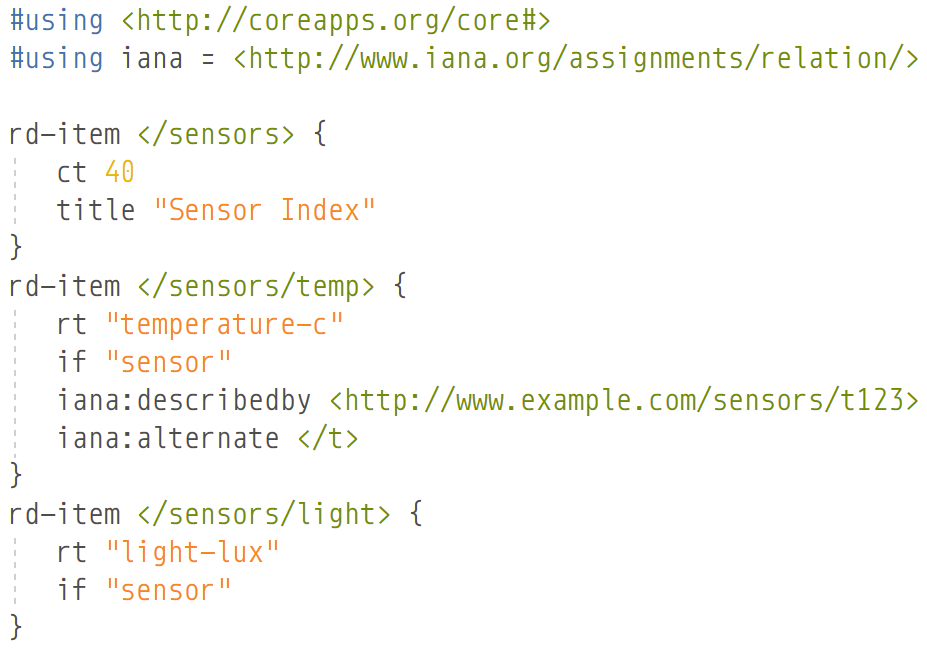 #using <http://coreapps.org/core#>
#using iana = <http://www.iana.org/assignments/relation/>

rd-item </sensors> {
   ct 40
   title "Sensor Index"
}
rd-item </sensors/temp> {
   rt "temperature-c"
   if "sensor"
   iana:describedby <http://www.example.com/sensors/t123>
   iana:alternate </t>
}
rd-item </sensors/light> {
   rt "light-lux"
   if "sensor"
}